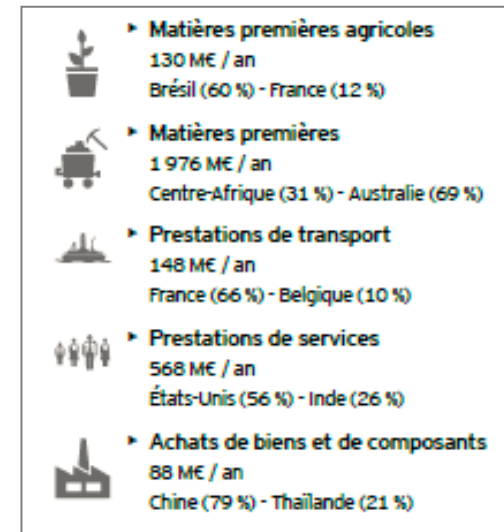 ▸ Matières premières agricoles
130 M€ / an
Brésil (60 %) - France (12 %)
▸ Matières premières
1 976 M€ / an
Centre-Afrique (31 %) - Australie (69 %)
▸ Prestations de transport
148 M€ / an
France (66 %) - Belgique (10 %)
▸ Prestations de services
568 M€ / an
États-Unis (56 %) - Inde (26 %)
▸ Achats de biens et de composants
88 M€ / an
Chine (79 %) - Thaïlande (21 %)